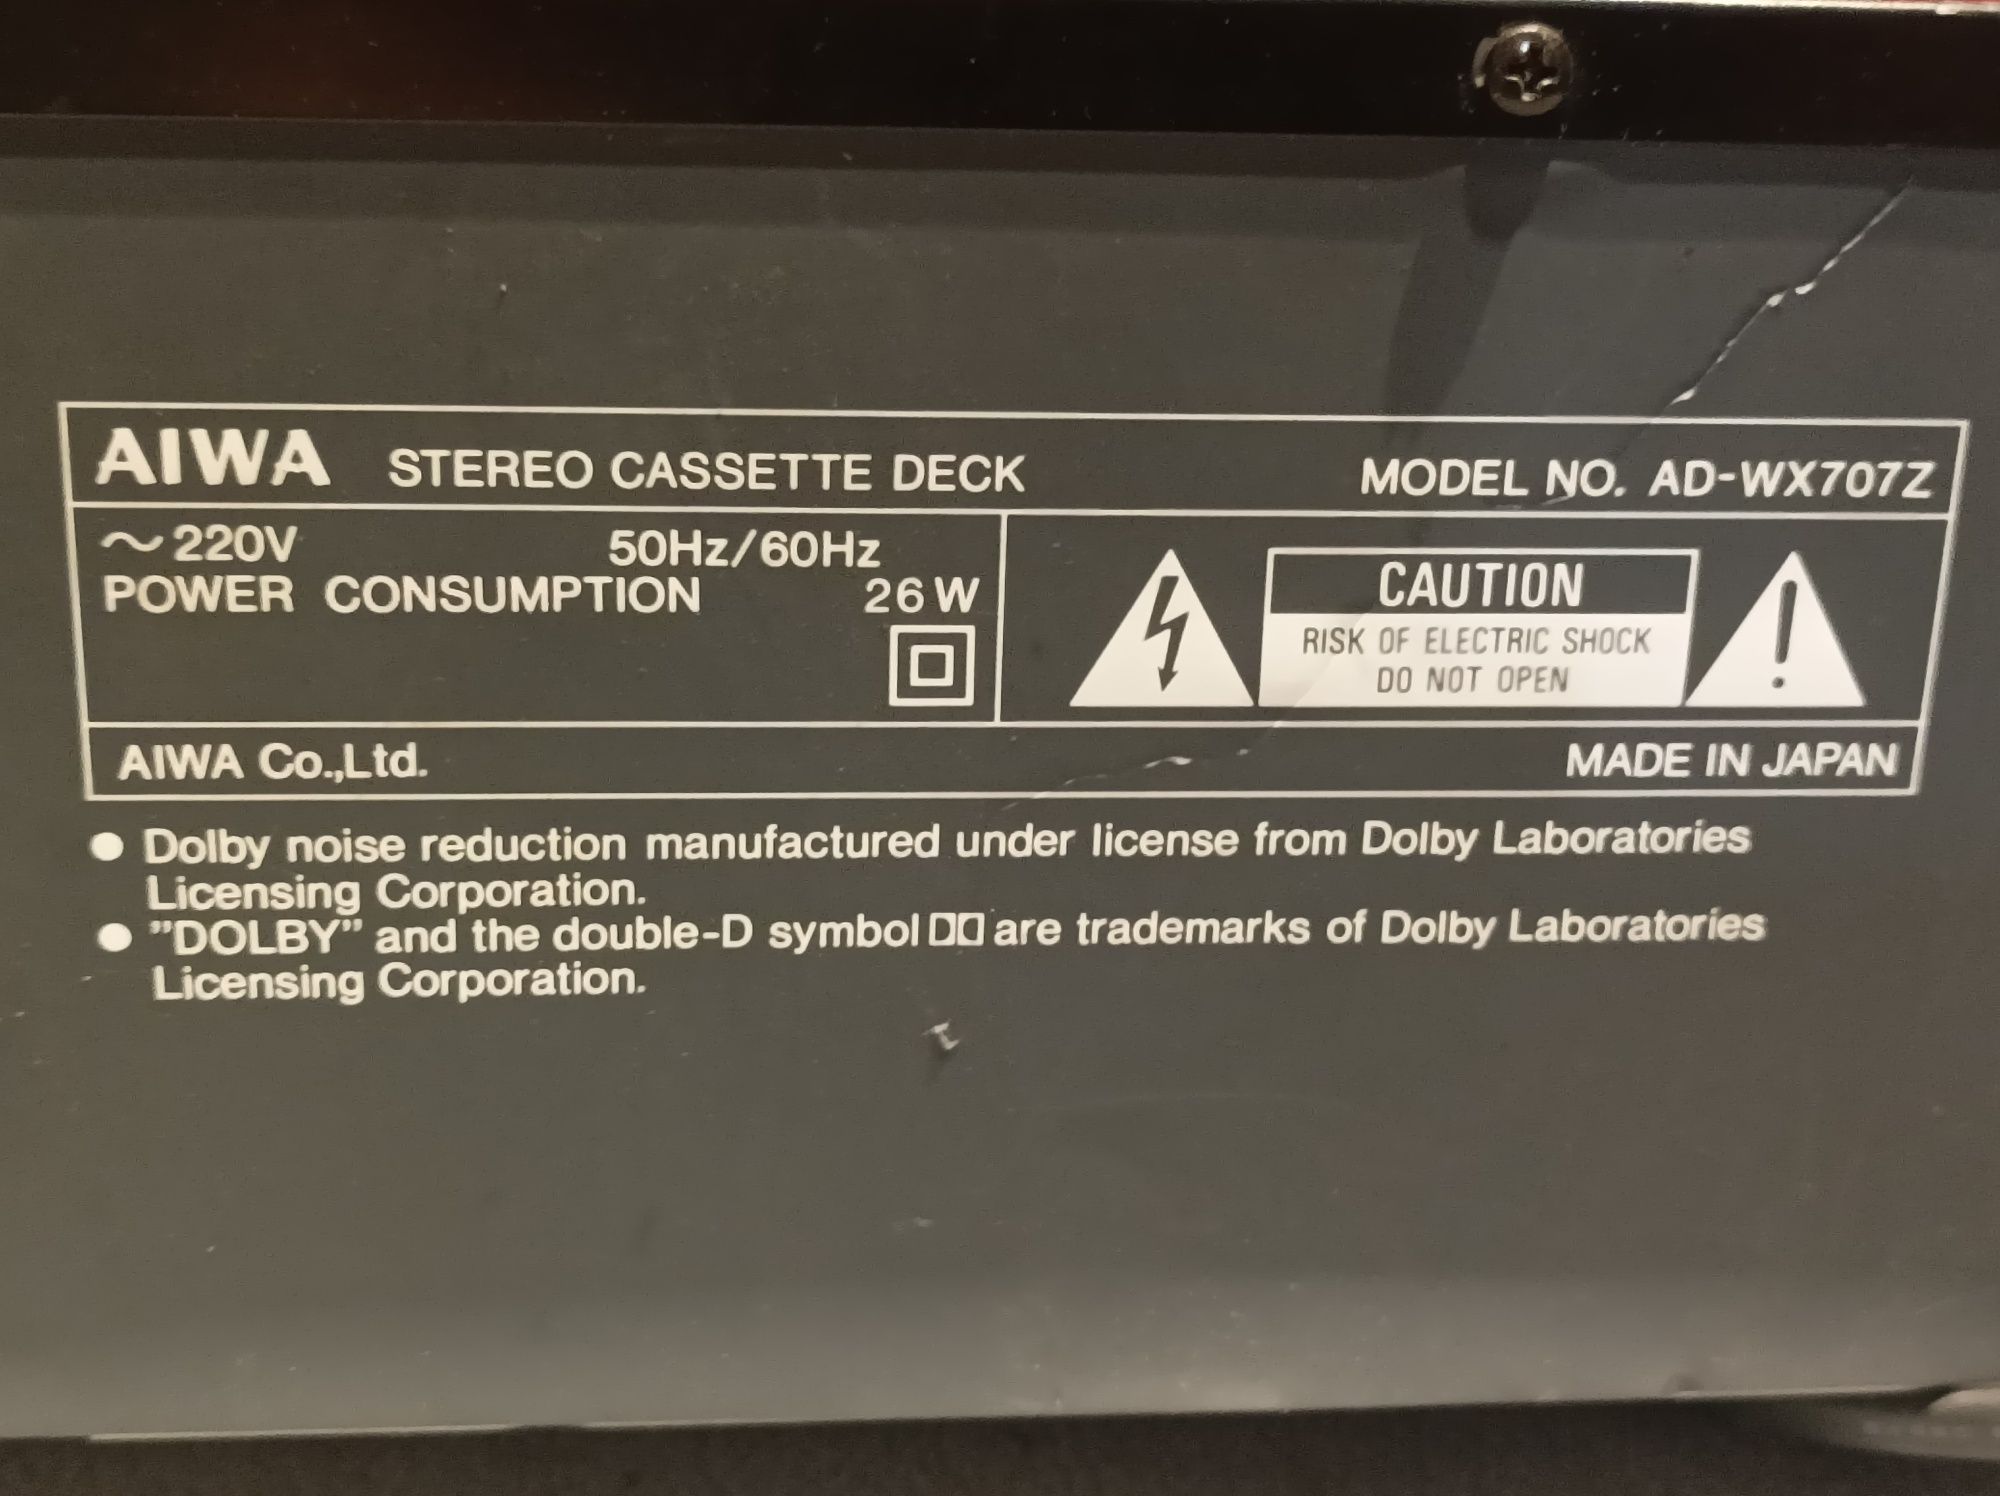 AIWA STEREO CASSETTE DECK MODEL NO. AD-WX707Z
~220V 50Hz/60Hz
POWER CONSUMPTION 26W
CAUTION
RISK OF ELECTRIC SHOCK
DO NOT OPEN
AIWA Co.,Ltd. MADE IN JAPAN
● Dolby noise reduction manufactured under license from Dolby Laboratories
Licensing Corporation.
● "DOLBY" and the double-D symbol are trademarks of Dolby Laboratories
Licensing Corporation.